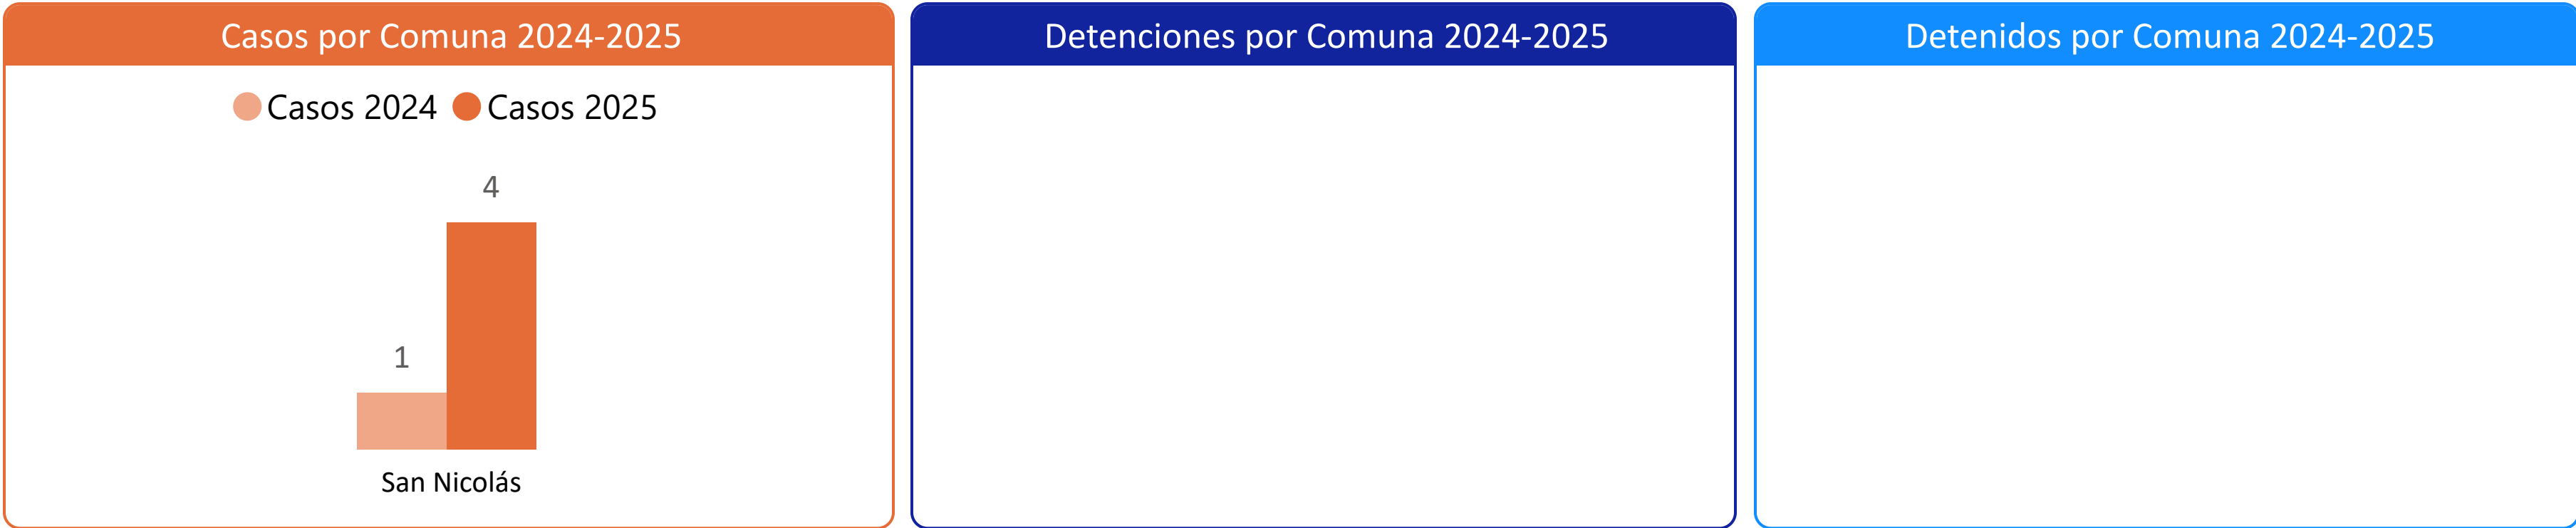 Casos por Comuna 2024-2025
Casos 2024 Casos 2025
4
1
San Nicolás
Detenciones por Comuna 2024-2025
Detenidos por Comuna 2024-2025